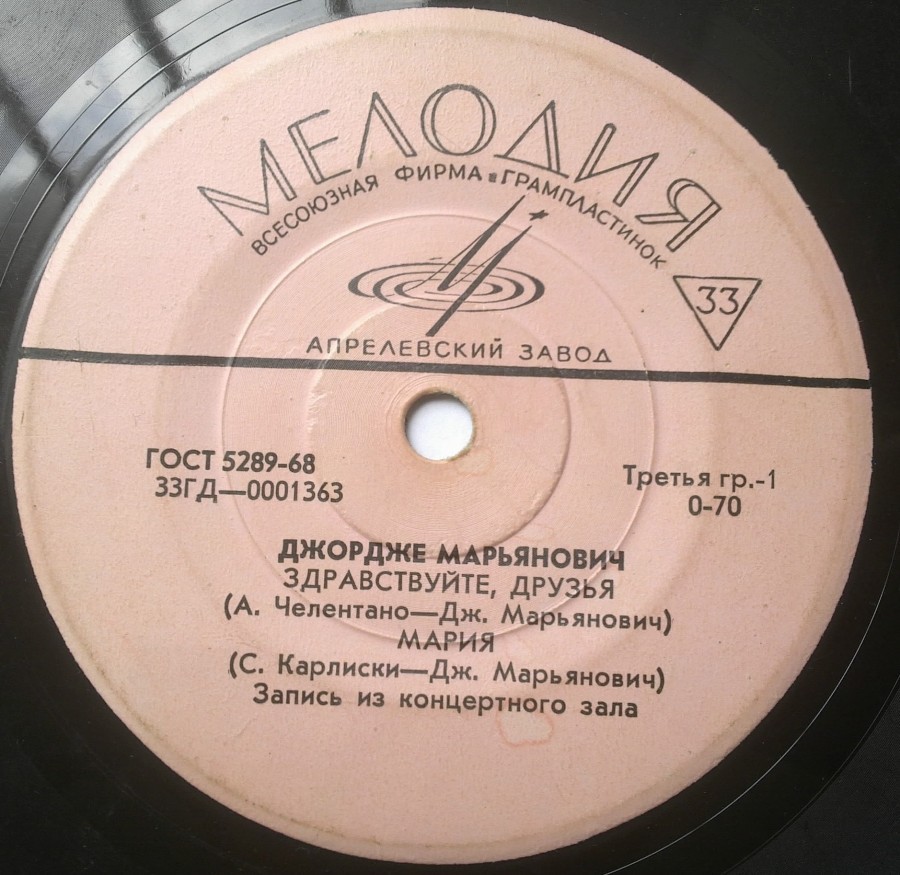 МЕЛОДИЯ
ВСЕСОЮЗНАЯ ФИРМА ГРАМПЛАСТИНОК
33
АПРЕЛЕВСКИЙ ЗАВОД
ГОСТ 5289-68
33ГД—0001363
Третья гр.-1
0-70
ДЖОРДЖЕ МАРЬЯНОВИЧ
ЗДРАВСТВУЙТЕ, ДРУЗЬЯ
(А. Челентано—Дж. Марьянович)
МАРИЯ
(С. Карлиски—Дж. Марьянович)
Запись из концертного зала